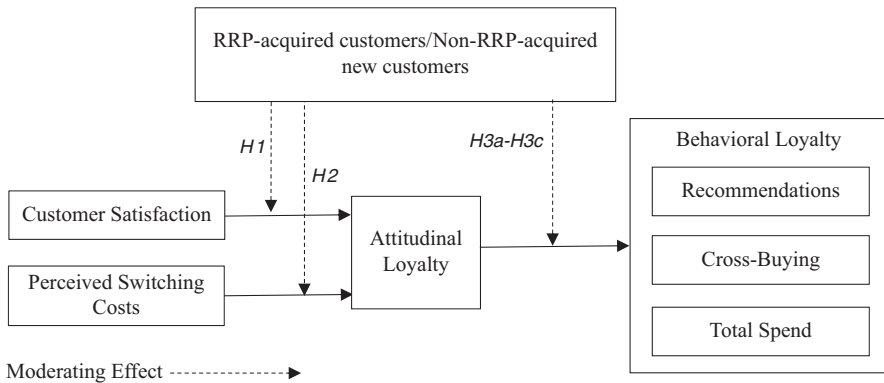 RRP-acquired customers/Non-RRP-acquired
new customers
H1
H2
H3a-H3c
Behavioral Loyalty
Recommendations
Customer Satisfaction
Attitudinal
Loyalty
Cross-Buying
Perceived Switching
Costs
Total Spend
Moderating Effect